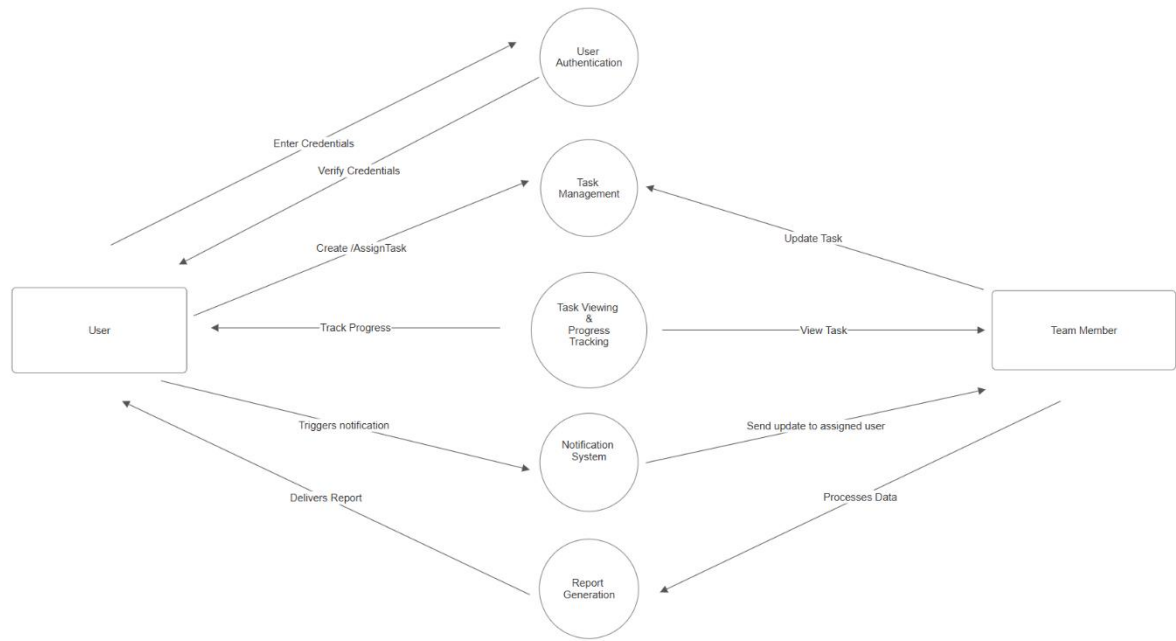 User
Authentication
Enter Credentials
Verify Credentials
Task
Management
Create /AssignTask
Update Task
User
Track Progress
Task Viewing
&
Progress
Tracking
View Task
Team Member
Triggers notification
Notification
System
Send update to assigned user
Delivers Report
Processes Data
Report
Generation